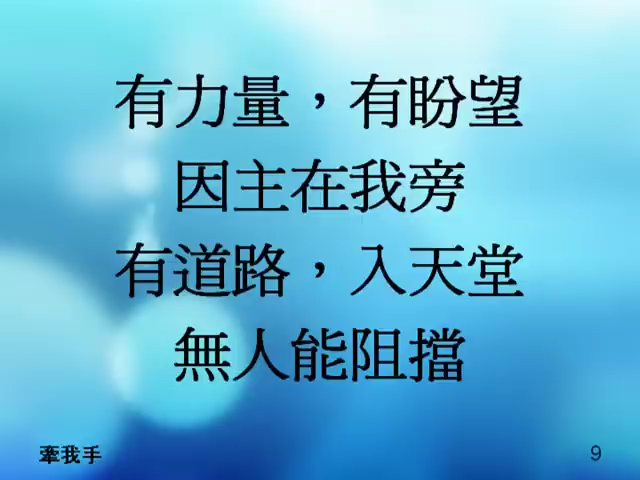 有力量，有盼望
因主在我旁
有道路，入天堂
無人能阻擋
牽我手
9